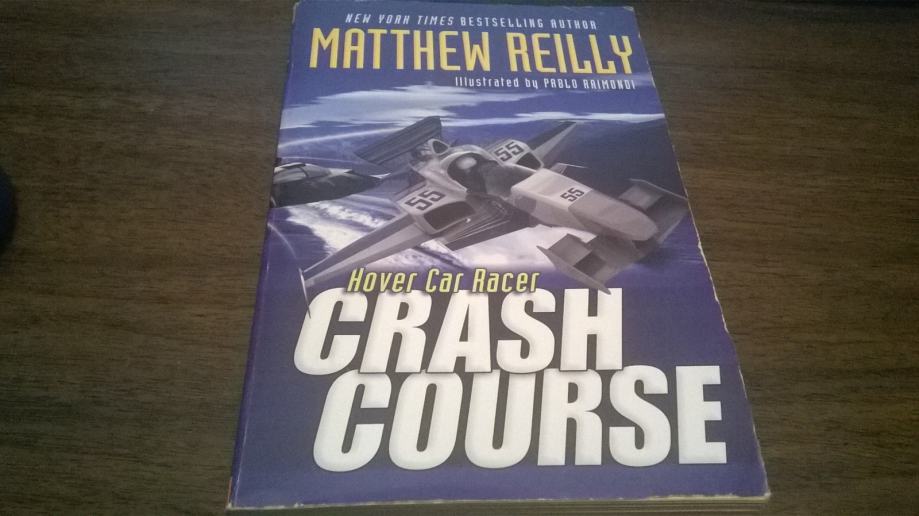 NEW YORK TIMES BESTSELLING AUTHOR
MATTHEW REILLY
Illustrated by PABLO RAIMONDI
55
55
55
Hover Car Racer
CRASH
COURSE